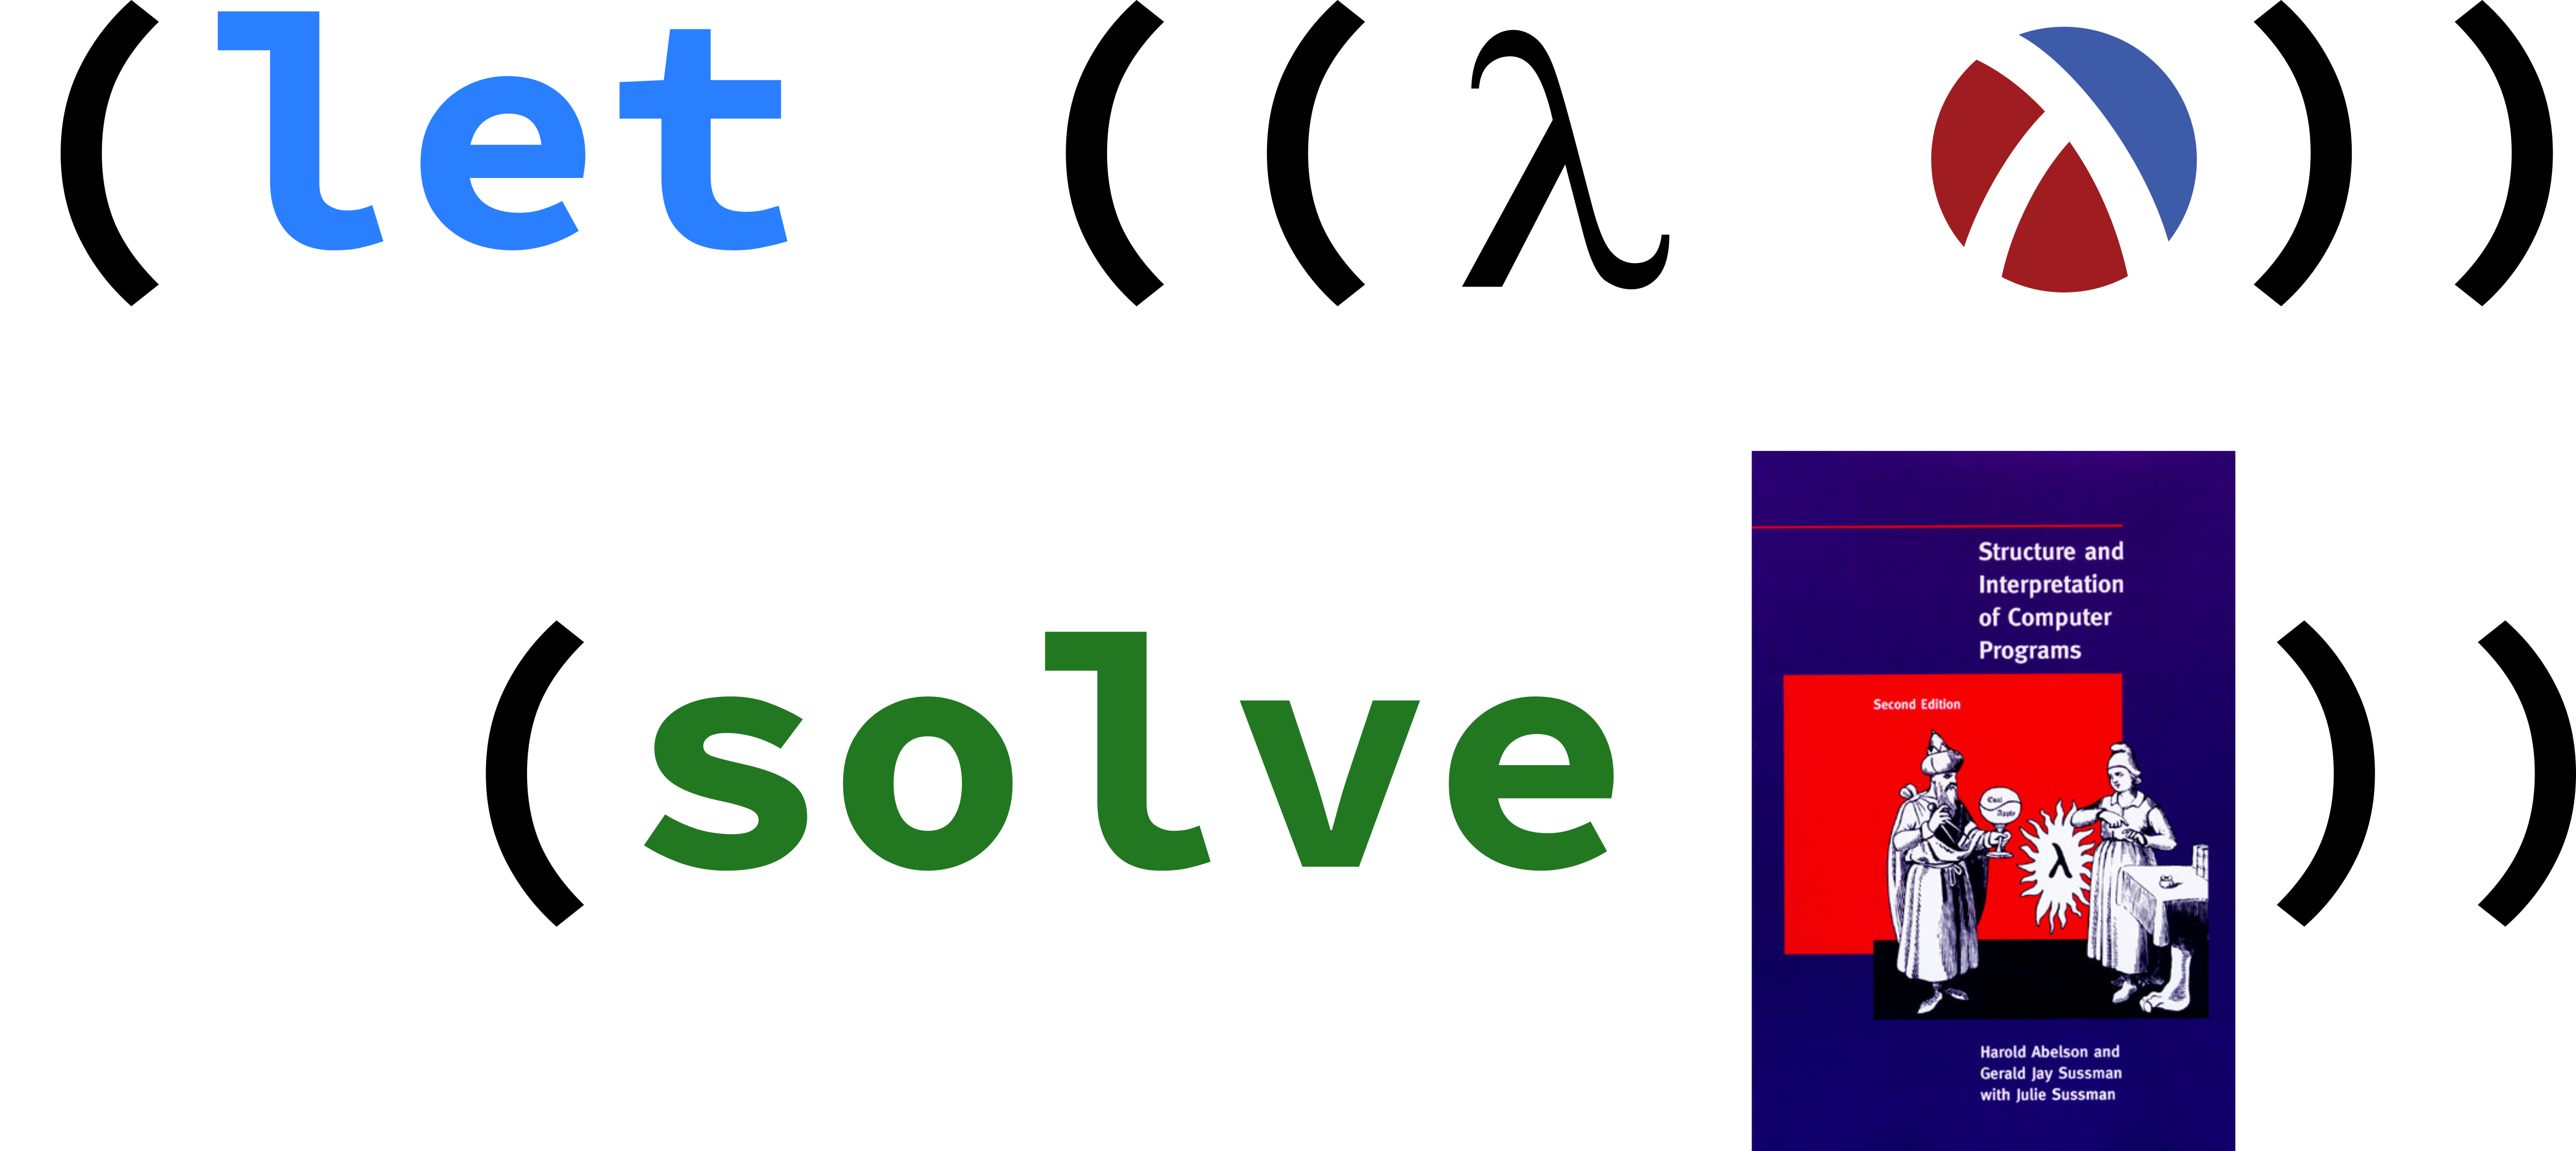 (let ((λ ))
(solve ))
Structure and
Interpretation
of Computer
Programs
Second Edition
Eval
Apply
λ
Harold Abelson and
Gerald Jay Sussman
with Julie Sussman